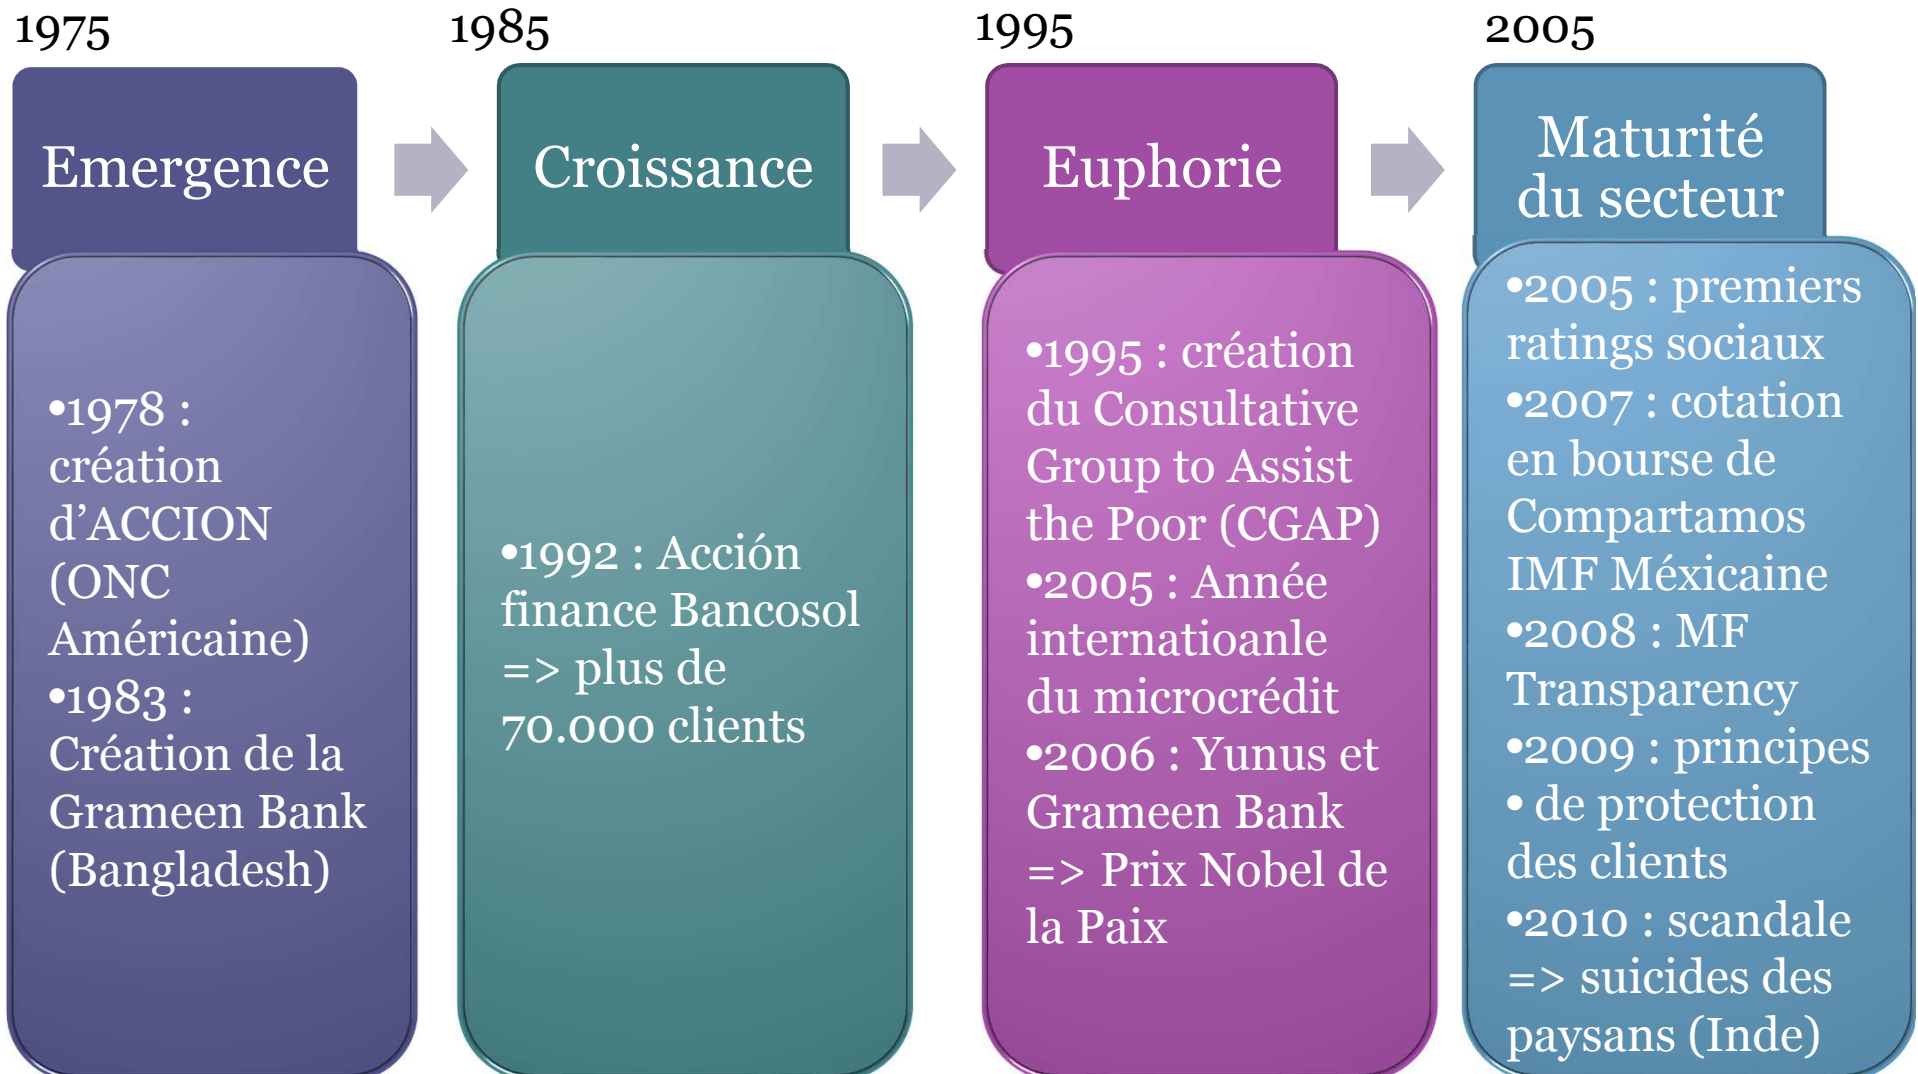 1975
Emergence
•1978 :
création
d’ACCION
(ONC
Américaine)
•1983 :
Création de la
Grameen Bank
(Bangladesh)
1985
Croissance
•1992 : Acción
finance Bancosol
=> plus de
70.000 clients
1995
Euphorie
•1995 : création
du Consultative
Group to Assist
the Poor (CGAP)
•2005 : Année
internatioanle
du microcrédit
•2006 : Yunus et
Grameen Bank
=> Prix Nobel de
la Paix
2005
Maturité
du secteur
•2005 : premiers
ratings sociaux
•2007 : cotation
en bourse de
Compartamos
IMF Méxicaine
•2008 : MF
Transparency
•2009 : principes
• de protection
des clients
•2010 : scandale
=> suicides des
paysans (Inde)